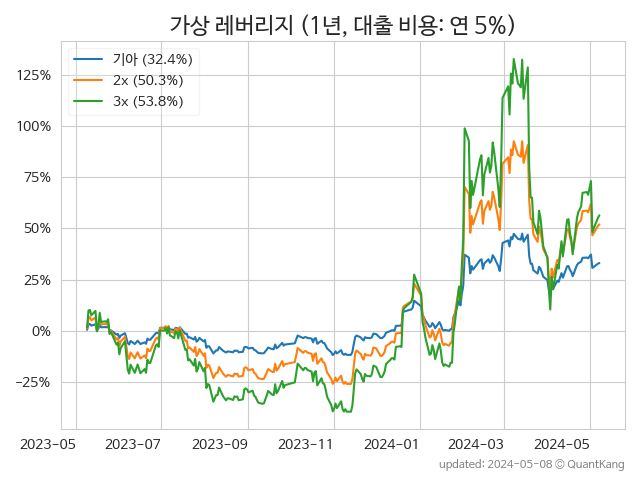 가상 레버리지 (1년, 대출 비용: 연 5%)
기아 (32.4%)
2x (50.3%)
3x (53.8%)
125%
100%
75%
50%
25%
0%
−25%
2023-05 2023-07 2023-09 2023-11 2024-01 2024-03 2024-05
updated: 2024-05-08 © QuantKang